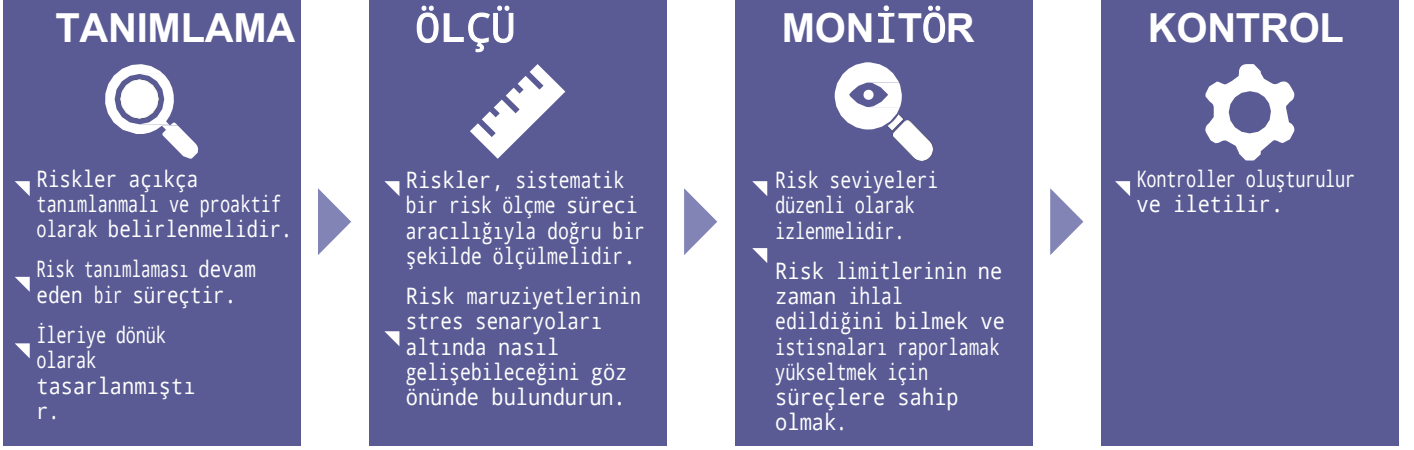 TANIMLAMA
Riskler açıkça
tanımlanmalı ve proaktif
olarak belirlenmelidir.
Risk tanımlaması devam
eden bir süreçtir.
İleriye dönük
olarak
tasarlanmıştı
r.
ÖLÇÜ
Riskler, sistematik
bir risk ölçme süreci
aracılığıyla doğru bir
şekilde ölçülmelidir.
Risk maruziyetlerinin
stres senaryoları
altında nasıl
gelişebileceğini göz
önünde bulundurun.
MONİTÖR
Risk seviyeleri
düzenli olarak
izlenmelidir.
Risk limitlerinin ne
zaman ihlal
edildiğini bilmek ve
istisnaları raporlamak
yükseltmek için
süreçlere sahip
olmak.
KONTROL
Kontroller oluşturulur
ve iletilir.